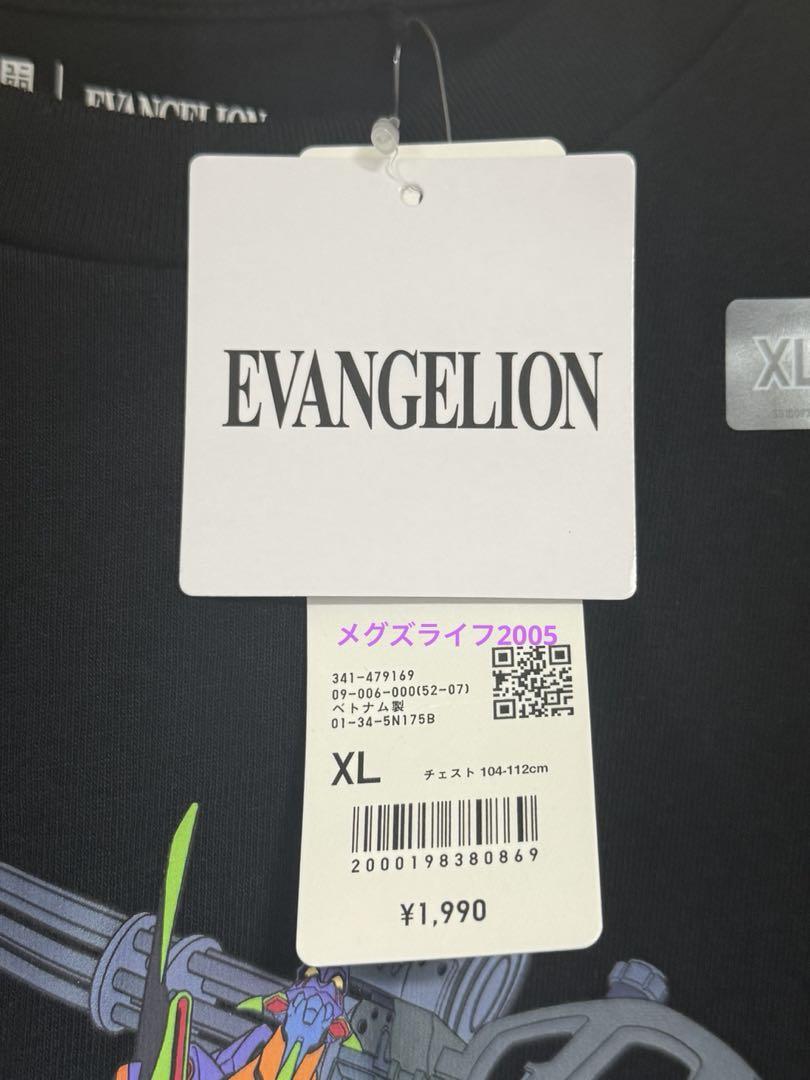 EVANGELION
EVANGELION
XL
メグズライフ2005
341-479169
09-006-000(52-07)
ベトナム製
01-34-5N175B
XL
チェスト 104-112cm
2000198380869
¥1,990